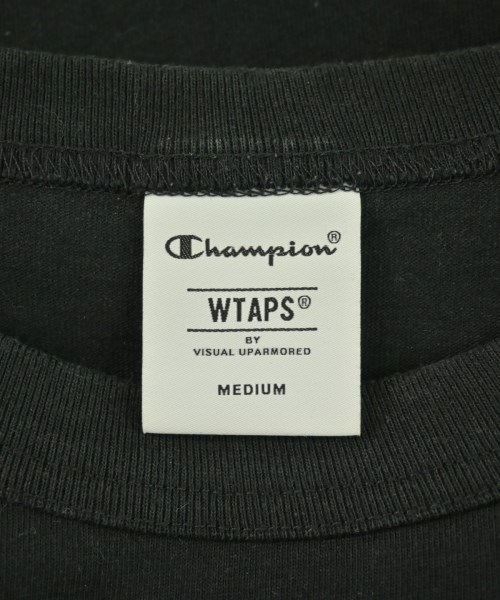 Champion®
WTAPS®
BY
VISUAL UPARMORED
MEDIUM